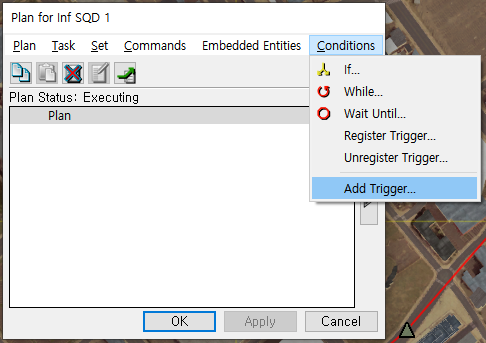 Plan for Inf SQD 1
Plan Task Set Commands Embedded Entities Conditions
If...
While...
Wait Until...
Register Trigger...
Unregister Trigger...
Add Trigger...
Plan Status: Executing
Plan
OK Apply Cancel